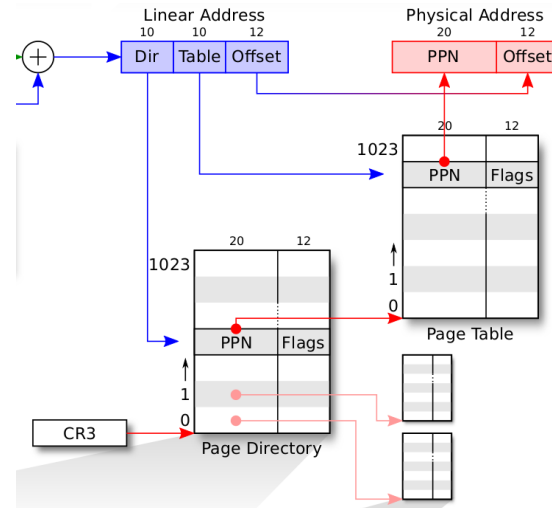 Linear Address
10 10 12
Dir Table Offset
Physical Address
20 12
PPN Offset
20 12
1023
PPN Flags
1
0
Page Table
20 12
1023
PPN Flags
1
0
Page Directory
CR3